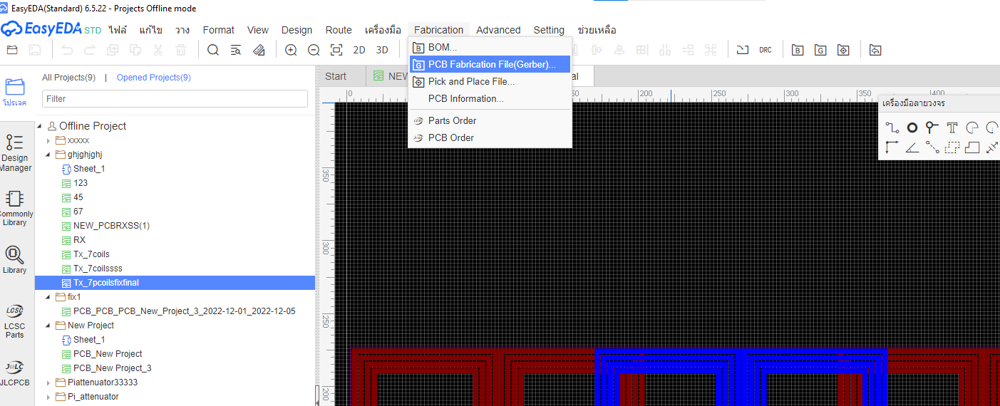 EasyEDA(Standard) 6.5.22 - Projects Offline mode
EasyEDA STD ไฟล์ แก้ไข วาง Format View Design Route เครื่องมือ Fabrication Advanced Setting ช่วยเหลือ
2D 3D DRC B G
B BOM...
G PCB Fabrication File(Gerber)...
Pick and Place File...
PCB Information...
LCSC Parts Order
JLC PCB Order
All Projects(9) | Opened Projects(9)
Filter
Start NEW al
0 50 200 250 300 350 400
เครื่องมือลายวงจร
T
350
300
250
200
โปรเจค
Design
Manager
Commonly
Library
Library
LCSC
LCSC
Parts
JLC
JLCPCB
Offline Project
xxxxx
ghjghjghj
Sheet_1
123
45
67
NEW_PCBRXSS(1)
RX
Tx_7coils
Tx_7coilssss
Tx_7pcoilsfixfinal
fix1
PCB_PCB_PCB_New_Project_3_2022-12-01_2022-12-05
New Project
Sheet_1
PCB_New Project
PCB_New Project_3
Piattenuator33333
Pi_attenuator